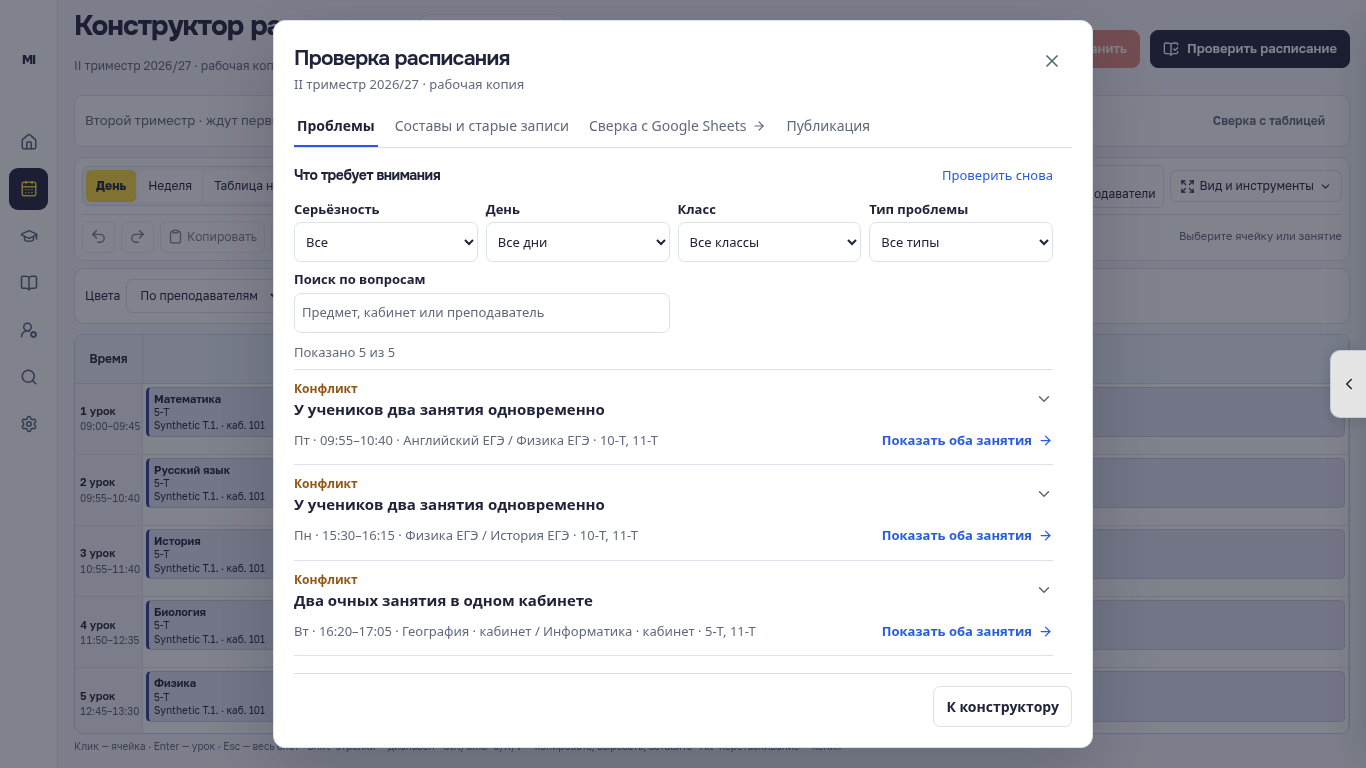 Конструктор ра
II триместр 2026/27 · рабочая коп
анить
Проверить расписание
MI
Второй триместр · ждут перв
Сверка с таблицей
День
Неделя
Таблица н
одаватели
Вид и инструменты
Копировать
Выберите ячейку или занятие
Цвета
По преподавателям
Время
1 урок
09:00–09:45
Математика
5-Т
Synthetic T.1. · каб. 101
2 урок
09:55–10:40
Русский язык
5-Т
Synthetic T.1. · каб. 101
3 урок
10:55–11:40
История
5-Т
Synthetic T.1. · каб. 101
4 урок
11:50–12:35
Биология
5-Т
Synthetic T.1. · каб. 101
5 урок
12:45–13:30
Физика
5-Т
Synthetic T.1. · каб. 101
Клик — ячейка · Enter — урок · Esc — весь
Проверка расписания
II триместр 2026/27 · рабочая копия
Проблемы
Составы и старые записи
Сверка с Google Sheets →
Публикация
Что требует внимания
Проверить снова
Серьёзность
День
Класс
Тип проблемы
Все
Все дни
Все классы
Все типы
Поиск по вопросам
Предмет, кабинет или преподаватель
Показано 5 из 5
Конфликт
У учеников два занятия одновременно
Пт · 09:55–10:40 · Английский ЕГЭ / Физика ЕГЭ · 10-Т, 11-Т
Показать оба занятия →
Конфликт
У учеников два занятия одновременно
Пн · 15:30–16:15 · Физика ЕГЭ / История ЕГЭ · 10-Т, 11-Т
Показать оба занятия →
Конфликт
Два очных занятия в одном кабинете
Вт · 16:20–17:05 · География · кабинет / Информатика · кабинет · 5-Т, 11-Т
Показать оба занятия →
К конструктору